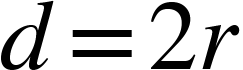 d = 2r